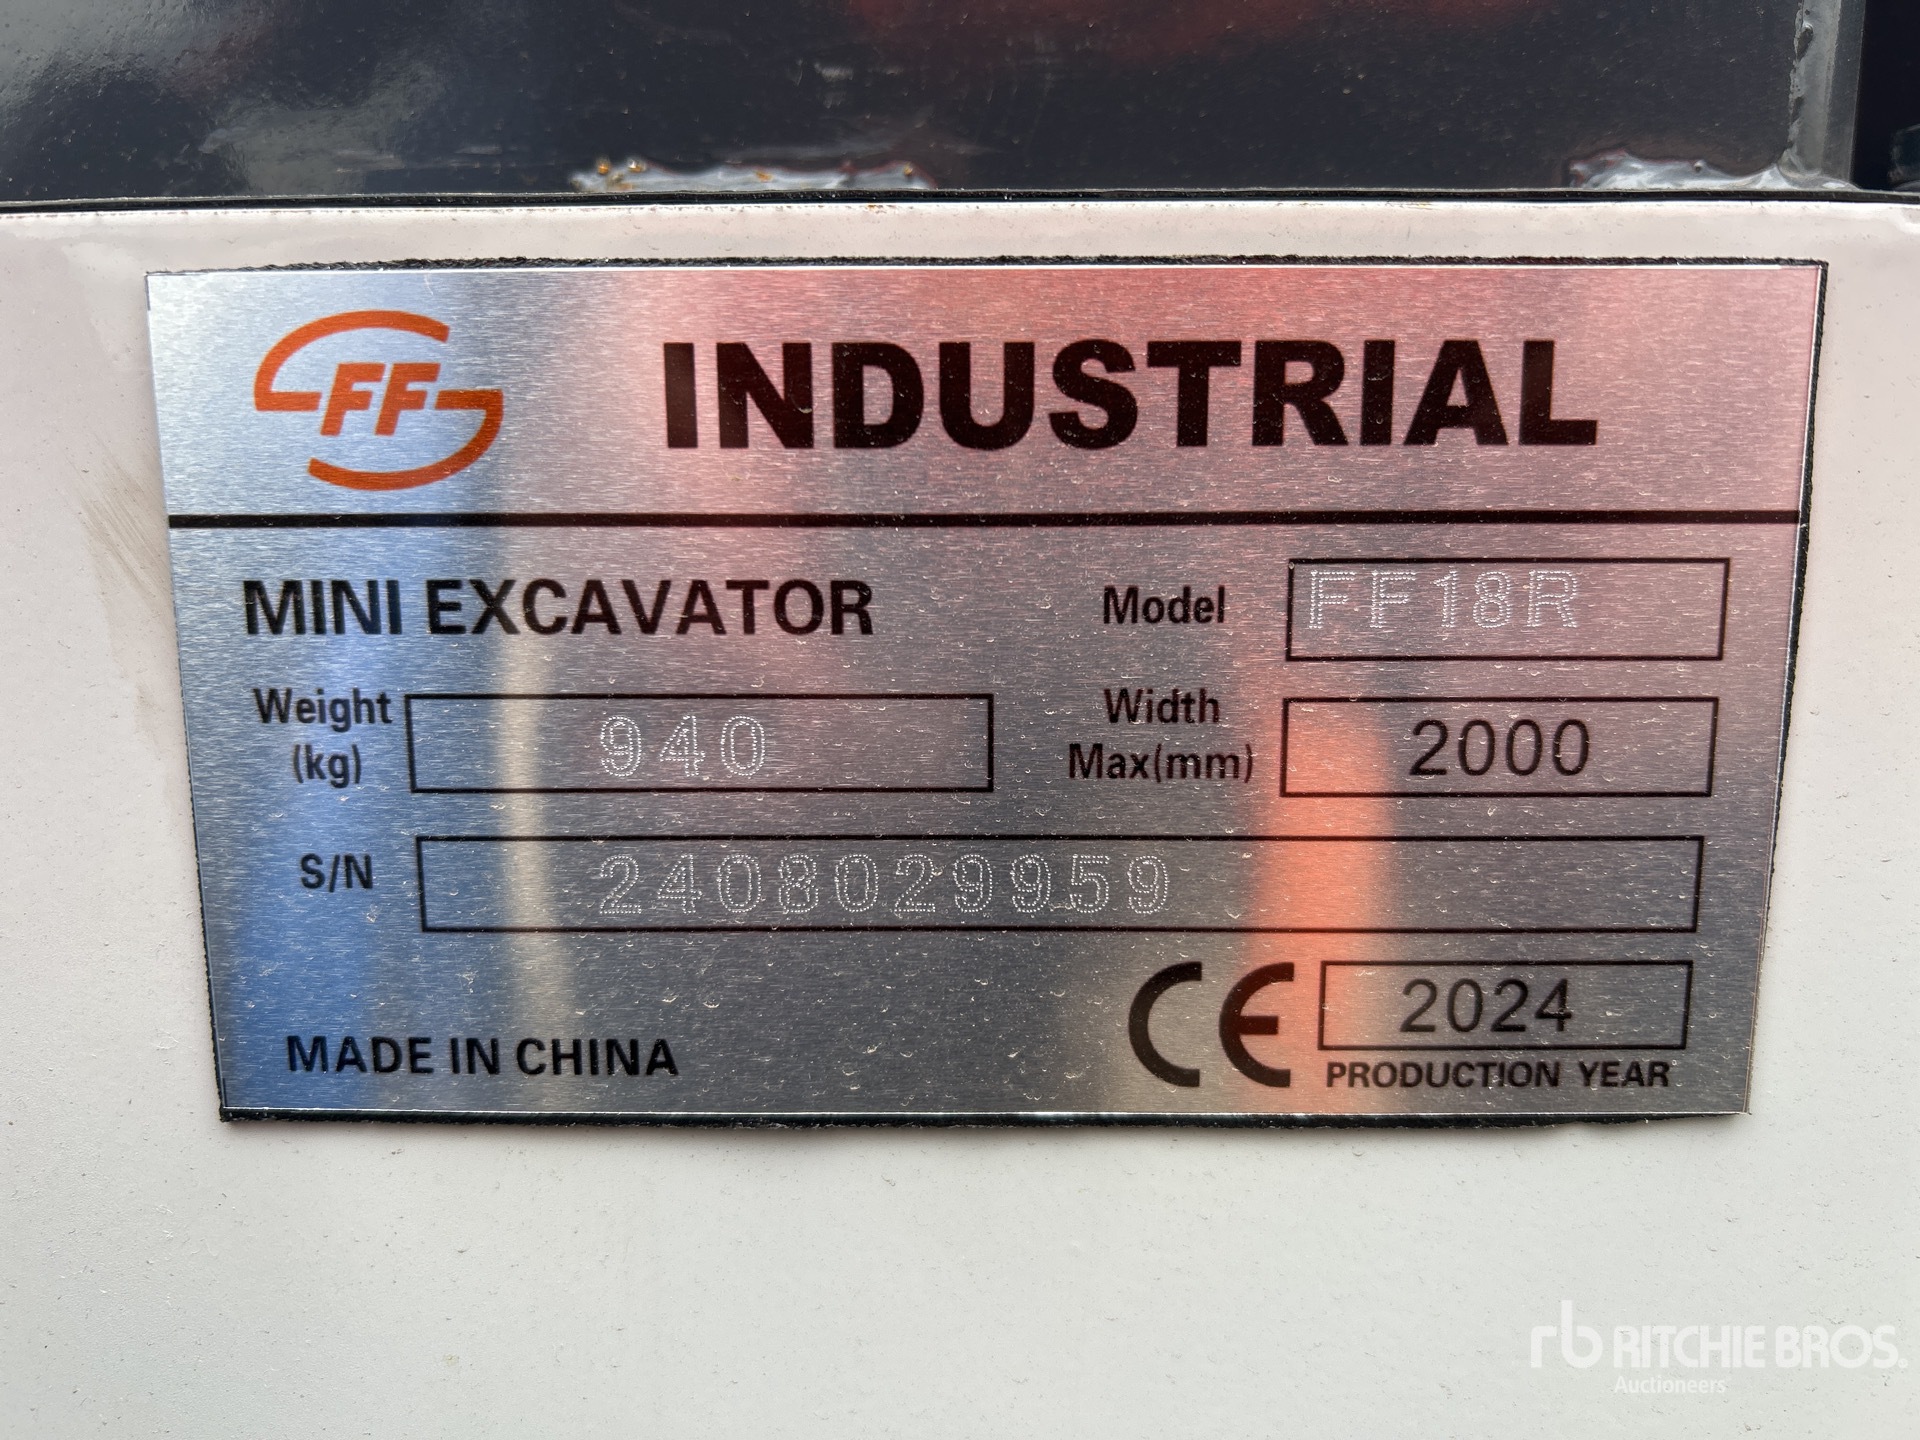 FF INDUSTRIAL
MINI EXCAVATOR Model FF18R
Weight (kg) 940 Width Max(mm) 2000
S/N 2408029959
MADE IN CHINA CE 2024
PRODUCTION YEAR
rb RITCHIE BROS.
Auctioneers